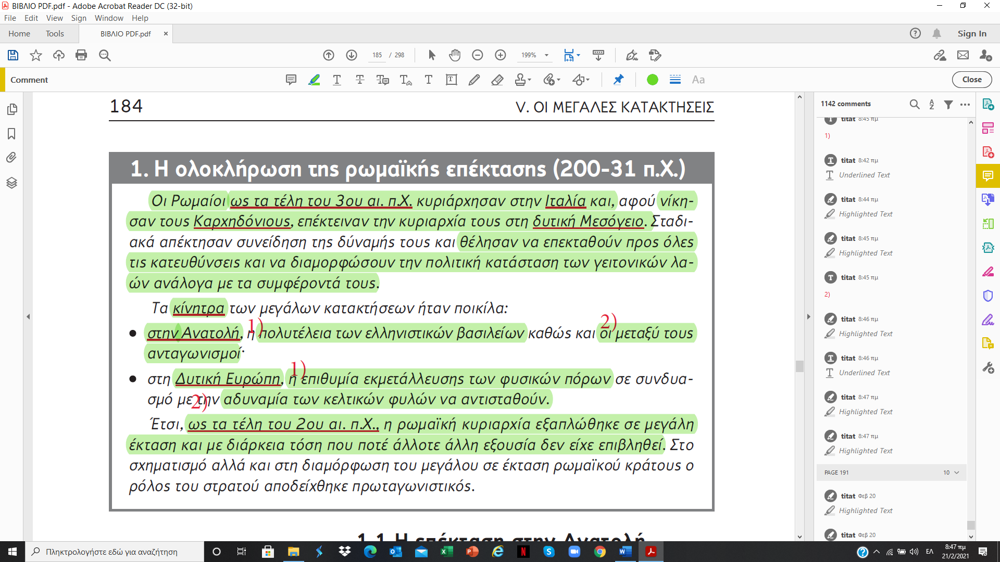 ΒΙΒΛΙΟ PDF.pdf - Adobe Acrobat Reader DC (32-bit)
File Edit View Sign Window Help
Home Tools ΒΙΒΛΙΟ PDF.pdf × Sign In
185 / 298 199%
Comment Aa Close
184 V. ΟΙ ΜΕΓΑΛΕΣ ΚΑΤΑΚΤΗΣΕΙΣ
1. Η ολοκλήρωση της ρωμαϊκής επέκτασης (200-31 π.Χ.)
Οι Ρωμαίοι ως τα τέλη του 3ου αι. π.Χ. κυριάρχησαν στην Ιταλία και, αφού νίκη-
σαν τους Καρχηδόνιους, επέκτειναν την κυριαρχία τους στη δυτική Μεσόγειο. Σταδι-
ακά απέκτησαν συνείδηση της δύναμής τους και θέλησαν να επεκταθούν προς όλες
τις κατευθύνσεις και να διαμορφώσουν την πολιτική κατάσταση των γειτονικών λα-
ών ανάλογα με τα συμφέροντά τους.
Τα κίνητρα των μεγάλων κατακτήσεων ήταν ποικίλα:
1) 2)
● στην Ανατολή, η πολυτέλεια των ελληνιστικών βασιλείων καθώς και οι μεταξύ τους
ανταγωνισμοί·
1)
● στη Δυτική Ευρώπη, η επιθυμία εκμετάλλευσης των φυσικών πόρων σε συνδυα-
2)
σμό με την αδυναμία των κελτικών φυλών να αντισταθούν.
Έτσι, ως τα τέλη του 2ου αι. π.Χ., η ρωμαϊκή κυριαρχία εξαπλώθηκε σε μεγάλη
έκταση και με διάρκεια τόση που ποτέ άλλοτε άλλη εξουσία δεν είχε επιβληθεί. Στο
σχηματισμό αλλά και στη διαμόρφωση του μεγάλου σε έκταση ρωμαϊκού κράτους ο
ρόλος του στρατού αποδείχθηκε πρωταγωνιστικός.
1.1 Η επέκταση στην Ανατολή
1142 comments
titat 8:45 πμ
1)
titat 8:42 πμ
Underlined Text
titat 8:44 πμ
Highlighted Text
titat 8:45 πμ
Highlighted Text
titat 8:45 πμ
2)
titat 8:46 πμ
Highlighted Text
titat 8:46 πμ
Underlined Text
titat 8:47 πμ
Highlighted Text
titat 8:47 πμ
Highlighted Text
PAGE 191 10
titat Φεβ 20
Highlighted Text
titat Φεβ 20
Πληκτρολογήστε εδώ για αναζήτηση
ΕΛ 8:47 πμ
21/2/2021